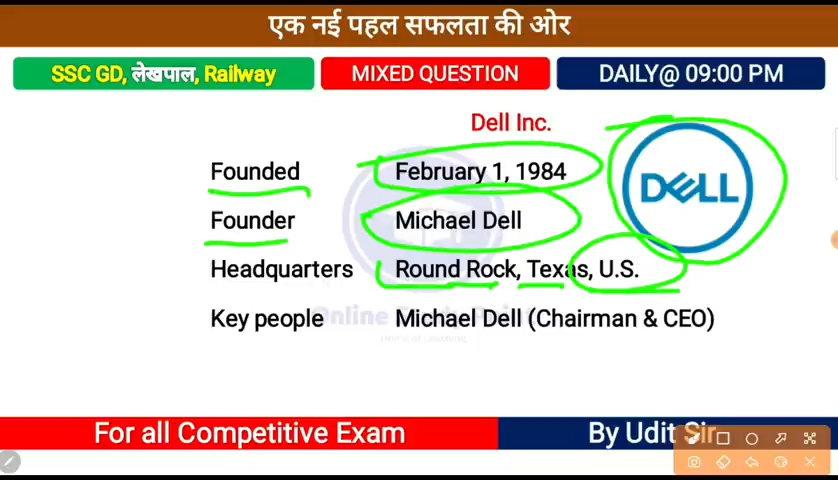 एक नई पहल सफलता की ओर
SSC GD, लेखपाल, Railway
MIXED QUESTION
DAILY@ 09:00 PM
Dell Inc.
Founded February 1, 1984
DELL
Founder Michael Dell
Headquarters Round Rock, Texas, U.S.
Key people Michael Dell (Chairman & CEO)
For all Competitive Exam
By Udit Sir